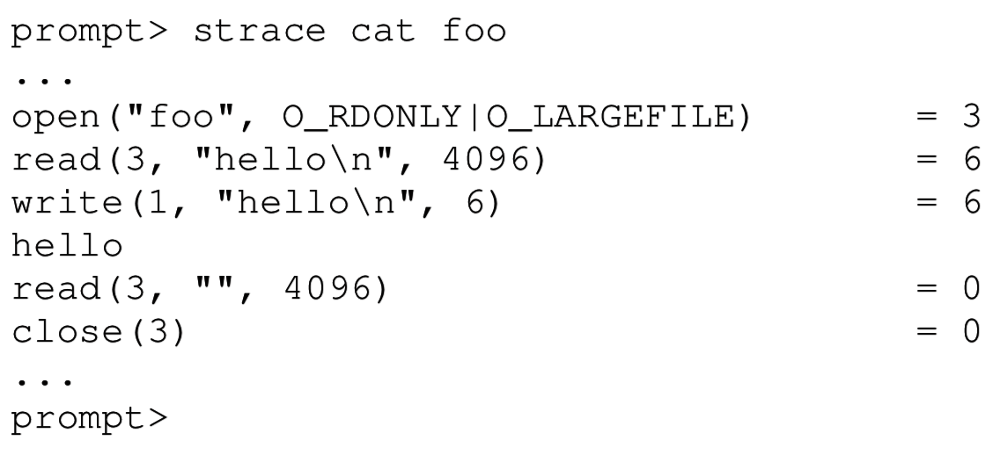 prompt> strace cat foo
...
open("foo", O_RDONLY|O_LARGEFILE) = 3
read(3, "hello\n", 4096) = 6
write(1, "hello\n", 6) = 6
hello
read(3, "", 4096) = 0
close(3) = 0
...
prompt>